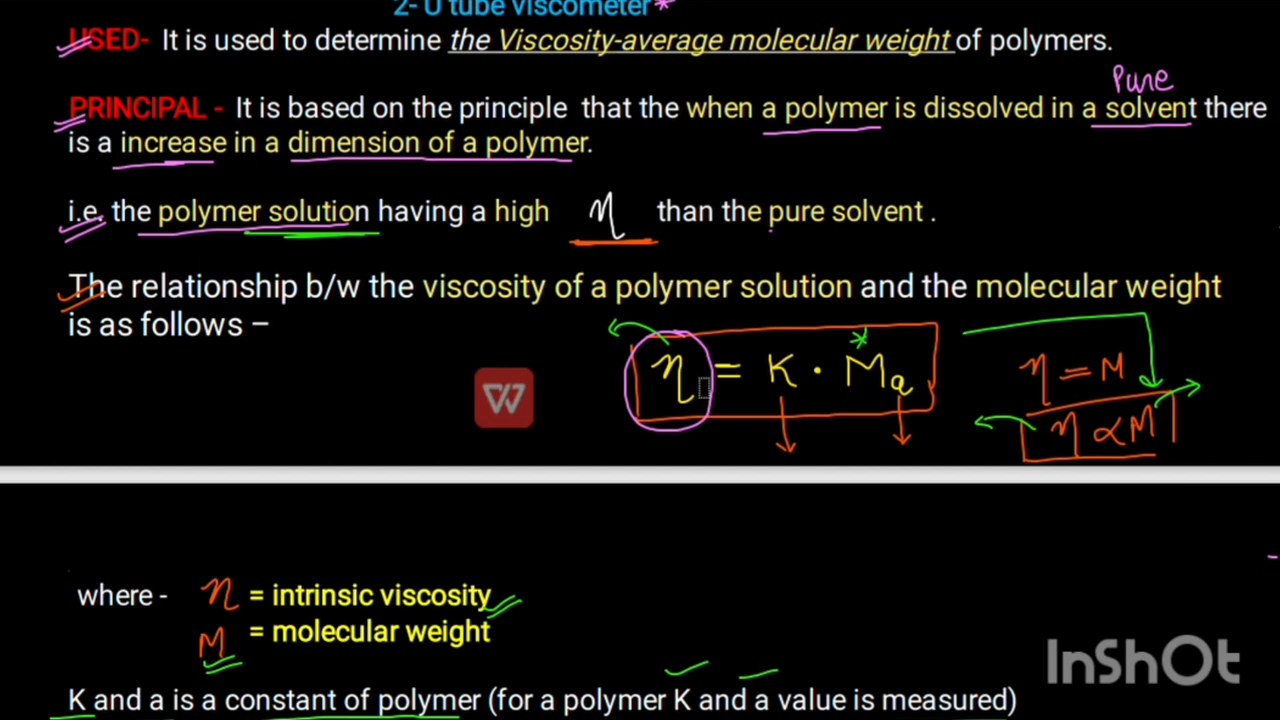 2- U tube viscometer*
USED- It is used to determine the Viscosity-average molecular weight of polymers.
Pure
PRINCIPAL - It is based on the principle that the when a polymer is dissolved in a solvent there
is a increase in a dimension of a polymer.
i.e. the polymer solution having a high η than the pure solvent .
The relationship b/w the viscosity of a polymer solution and the molecular weight
is as follows –
η = K · Ma
η = M
η ∝ M
where - η = intrinsic viscosity
M = molecular weight
InShOt
K and a is a constant of polymer (for a polymer K and a value is measured)